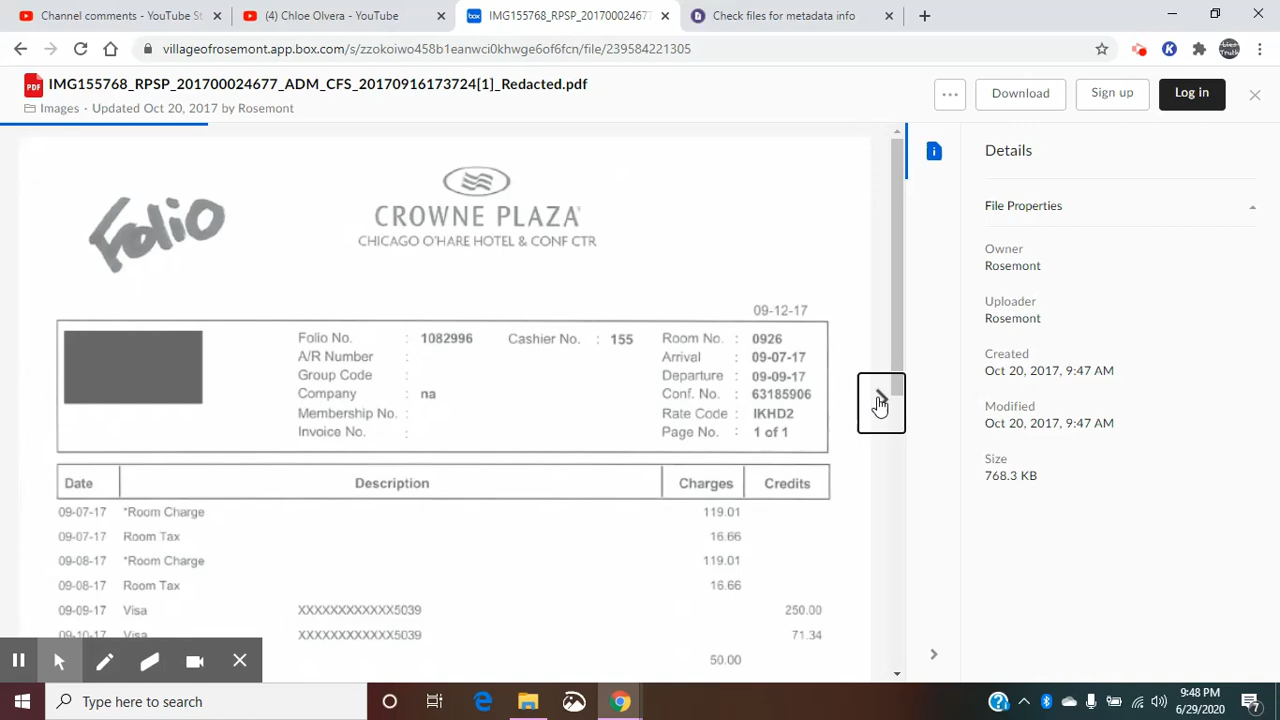 Channel comments - YouTube S
(4) Chloe Olvera - YouTube
IMG155768_RPSP_201700024677
Check files for metadata info
villageofrosemont.app.box.com/s/zzokoiwo458b1eanwci0khwge6of6fcn/file/239584221305
IMG155768_RPSP_201700024677_ADM_CFS_20170916173724[1]_Redacted.pdf
Images - Updated Oct 20, 2017 by Rosemont
Download
Sign up
Log in
Details
File Properties
Owner
Rosemont
Uploader
Rosemont
Created
Oct 20, 2017, 9:47 AM
Modified
Oct 20, 2017, 9:47 AM
Size
768.3 KB
Folio
CROWNE PLAZA
CHICAGO O'HARE HOTEL & CONF CTR
09-12-17
Folio No. : 1082996 Cashier No. : 155 Room No. : 0926
A/R Number : Arrival : 09-07-17
Group Code : Departure : 09-09-17
Company : na Conf. No. : 63185906
Membership No. : Rate Code : IKHD2
Invoice No. : Page No. : 1 of 1
Date Description Charges Credits
09-07-17 *Room Charge 119.01
09-07-17 Room Tax 16.66
09-08-17 *Room Charge 119.01
09-08-17 Room Tax 16.66
09-09-17 Visa XXXXXXXXXXXX5039 250.00
09-10-17 Visa XXXXXXXXXXXX5039 71.34
50.00
Type here to search
9:48 PM
6/29/2020
7